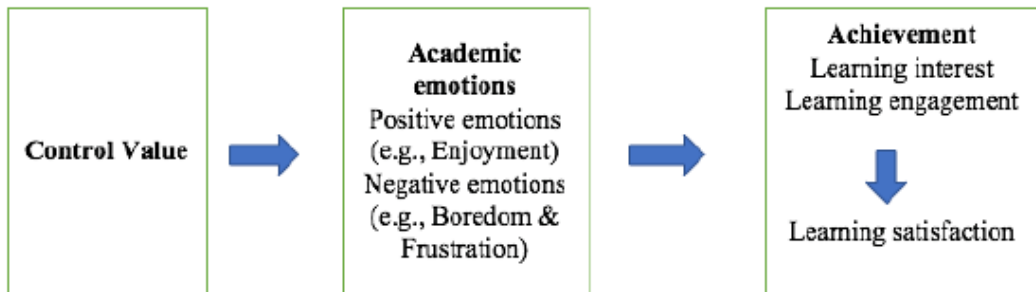 Control Value
Academic
emotions
Positive emotions
(e.g., Enjoyment)
Negative emotions
(e.g., Boredom &
Frustration)
Achievement
Learning interest
Learning engagement
Learning satisfaction